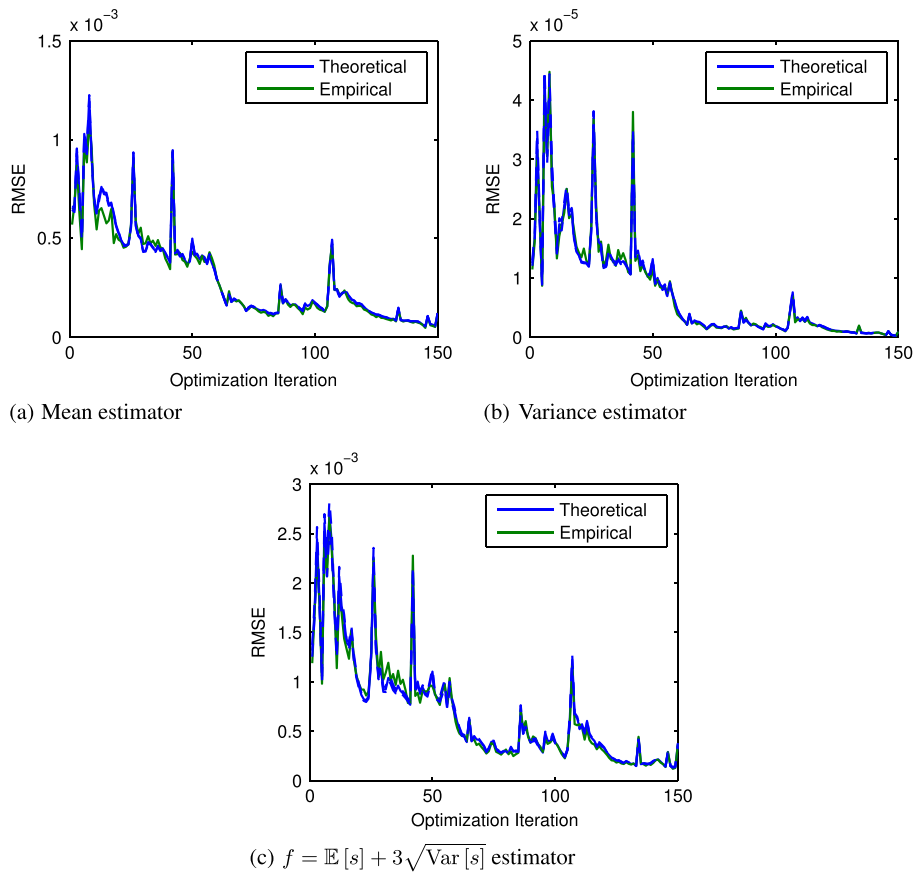 x 10⁻³
1.5
1
0.5
0
RMSE
Theoretical
Empirical
0 50 100 150
Optimization Iteration
(a) Mean estimator
x 10⁻⁵
5
4
3
2
1
0
RMSE
Theoretical
Empirical
0 50 100 150
Optimization Iteration
(b) Variance estimator
x 10⁻³
3
2.5
2
1.5
1
0.5
0
RMSE
Theoretical
Empirical
0 50 100 150
Optimization Iteration
(c) f = 𝔼 [s] + 3√Var [s] estimator